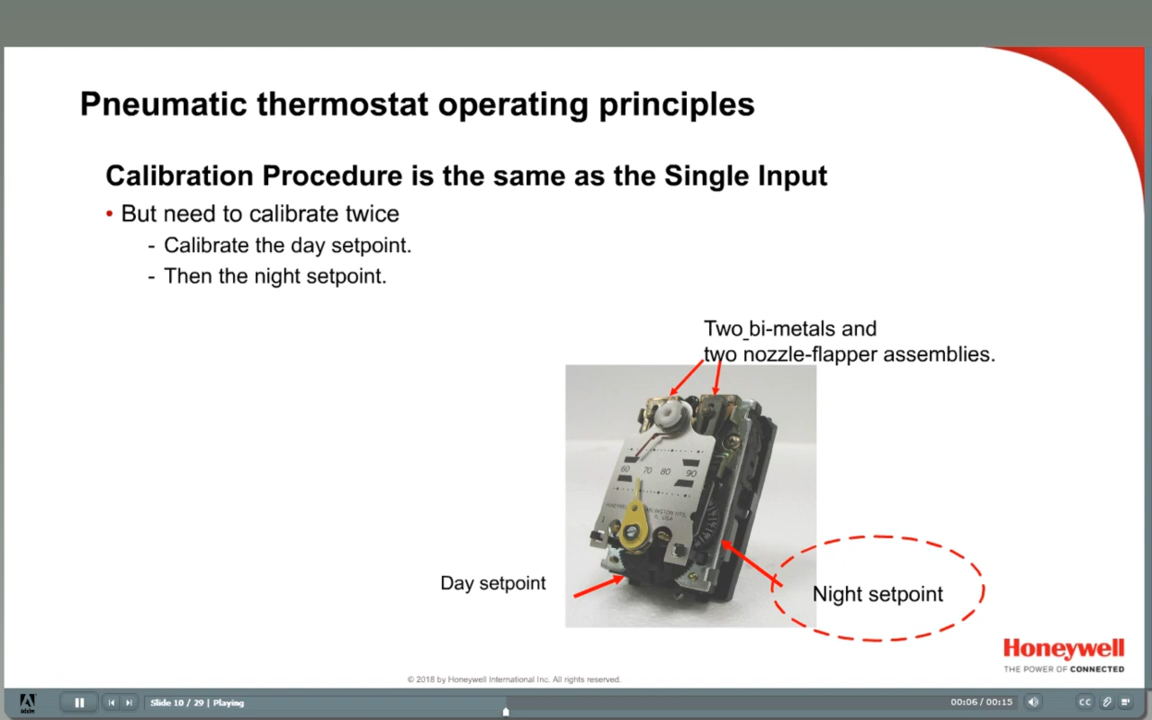 Pneumatic thermostat operating principles
Calibration Procedure is the same as the Single Input
• But need to calibrate twice
- Calibrate the day setpoint.
- Then the night setpoint.
Two bi-metals and
two nozzle-flapper assemblies.
60 70 80 90
Day setpoint
Night setpoint
Honeywell
THE POWER OF CONNECTED
© 2018 by Honeywell International Inc. All rights reserved.
Slide 10 / 29 | Playing
00:06 / 00:15
CC